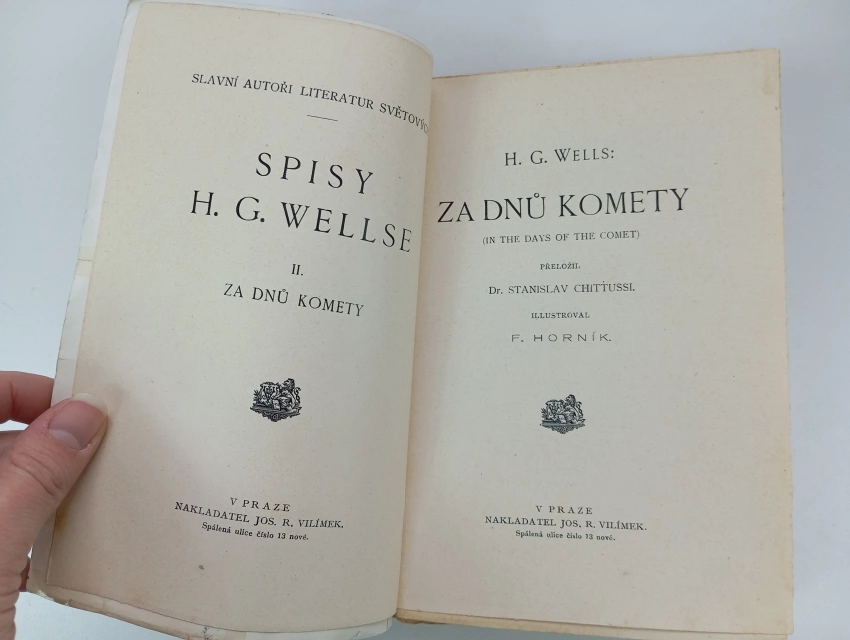 SLAVNÍ AUTOŘI LITERATUR SVĚTOVÝCH
SPISY
H. G. WELLSE
II.
ZA DNŮ KOMETY
V PRAZE
NAKLADATEL JOS. R. VILÍMEK.
Spálená ulice číslo 13 nové.
H. G. WELLS:
ZA DNŮ KOMETY
(IN THE DAYS OF THE COMET)
PŘELOŽIL
Dr. STANISLAV CHITTUSSI.
ILLUSTROVAL
F. HORNÍK.
V PRAZE
NAKLADATEL JOS. R. VILÍMEK.
Spálená ulice číslo 13 nové.